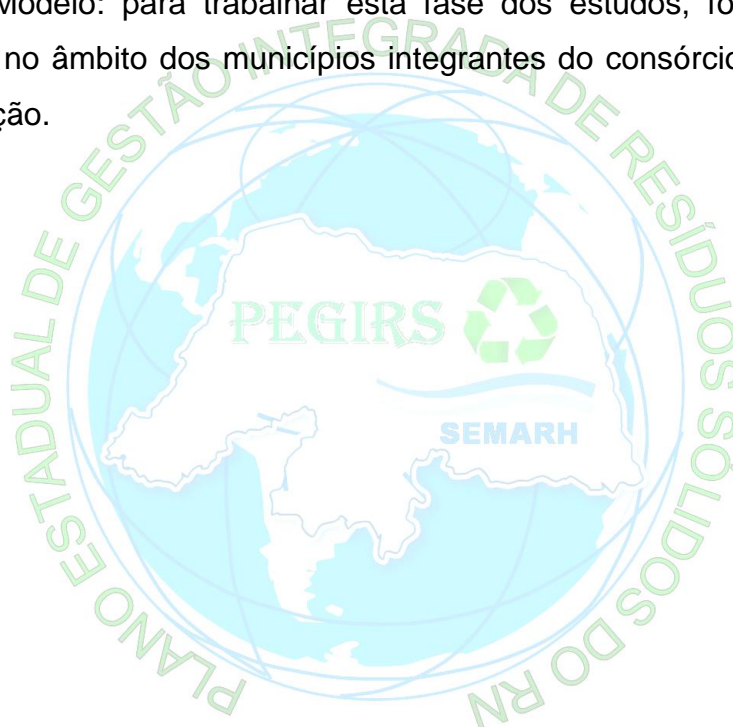 Modelo: para trabalhar esta fase dos estudos, fo
no âmbito dos municípios integrantes do consórcio
ção.
PLANO ESTADUAL DE GESTÃO INTEGRADA DE RESÍDUOS SÓLIDOS DO RN
PEGIRS
SEMARH